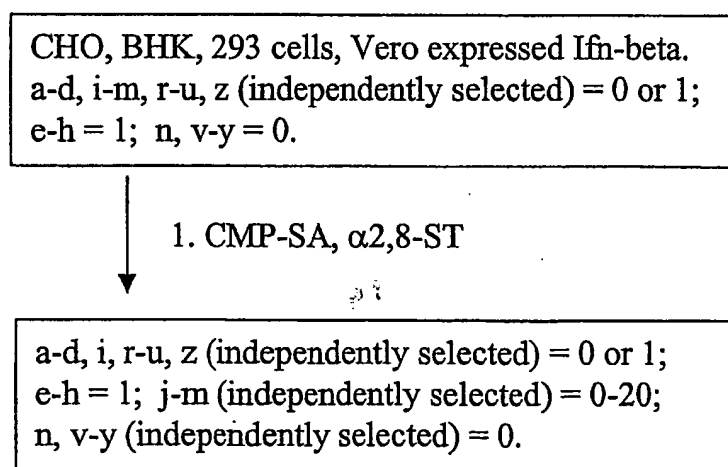 CHO, BHK, 293 cells, Vero expressed Ifn-beta.
a-d, i-m, r-u, z (independently selected) = 0 or 1;
e-h = 1; n, v-y = 0.
1. CMP-SA, α2,8-ST
a-d, i, r-u, z (independently selected) = 0 or 1;
e-h = 1; j-m (independently selected) = 0-20;
n, v-y (independently selected) = 0.